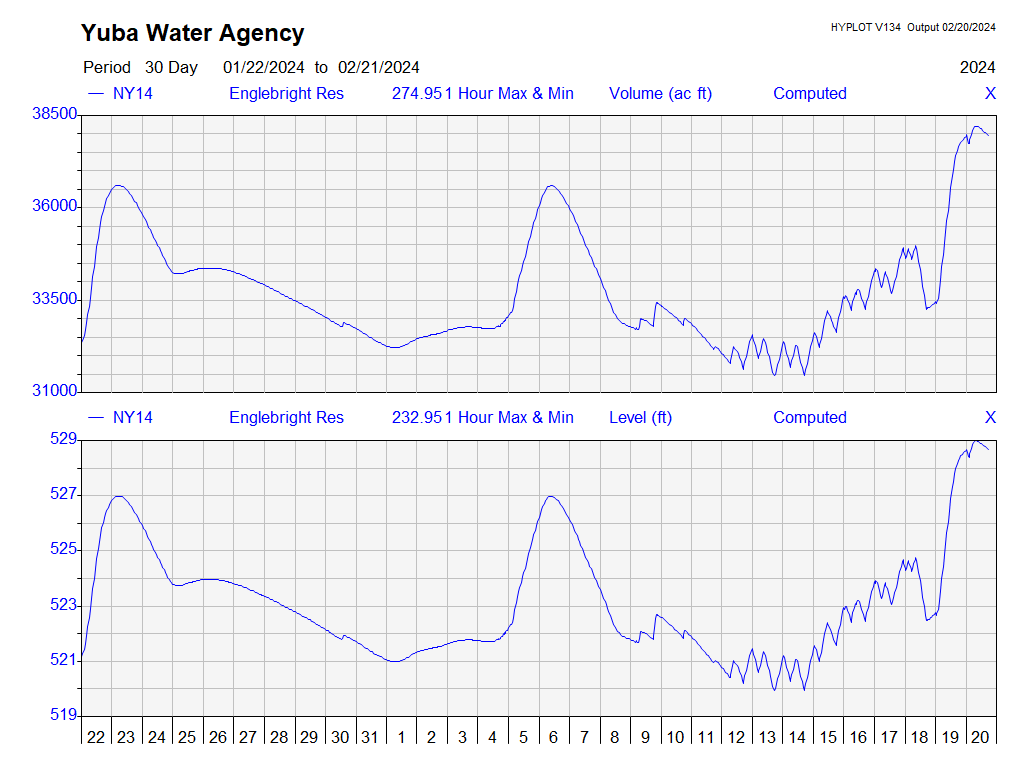 Yuba Water Agency
HYPLOT V134 Output 02/20/2024
Period 30 Day 01/22/2024 to 02/21/2024 2024
NY14 Englebright Res 274.951 Hour Max & Min Volume (ac ft) Computed X
38500
36000
33500
31000
NY14 Englebright Res 232.951 Hour Max & Min Level (ft) Computed X
529
527
525
523
521
519
22 23 24 25 26 27 28 29 30 31 1 2 3 4 5 6 7 8 9 10 11 12 13 14 15 16 17 18 19 20